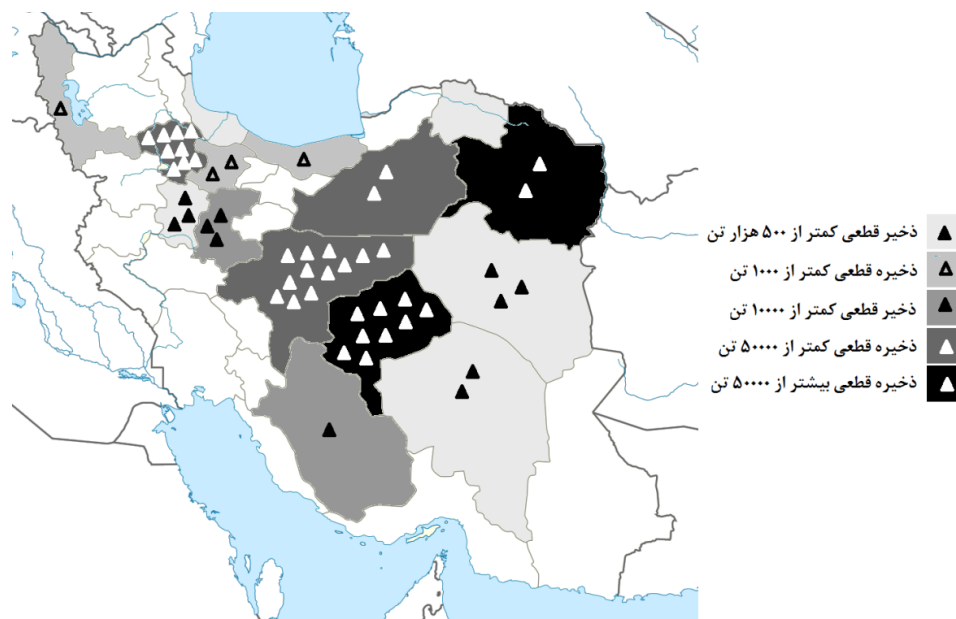 ذخیر قطعی کمتر از ۵۰۰ هزار تن
ذخیره قطعی کمتر از ۱۰۰۰ تن
ذخیره قطعی کمتر از ۱۰۰۰۰ تن
ذخیره قطعی کمتر از ۵۰۰۰۰ تن
ذخیره قطعی بیشتر از ۵۰۰۰۰ تن